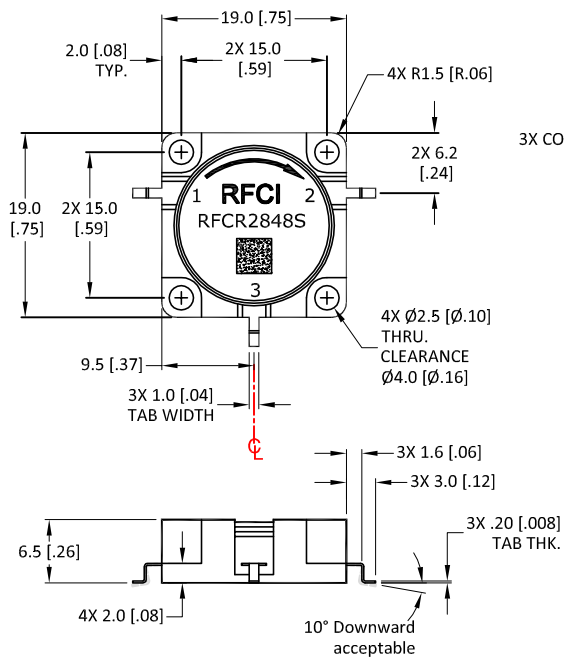 19.0 [.75]
2.0 [.08]
TYP.
2X 15.0
[.59]
4X R1.5 [R.06]
3X CO
2X 6.2
[.24]
19.0
[.75]
2X 15.0
[.59]
1
RFCI
2
RFCR2848S
3
4X Ø2.5 [Ø.10]
THRU.
CLEARANCE
Ø4.0 [Ø.16]
9.5 [.37]
3X 1.0 [.04]
TAB WIDTH
CL
3X 1.6 [.06]
3X 3.0 [.12]
3X .20 [.008]
TAB THK.
6.5 [.26]
4X 2.0 [.08]
10° Downward
acceptable